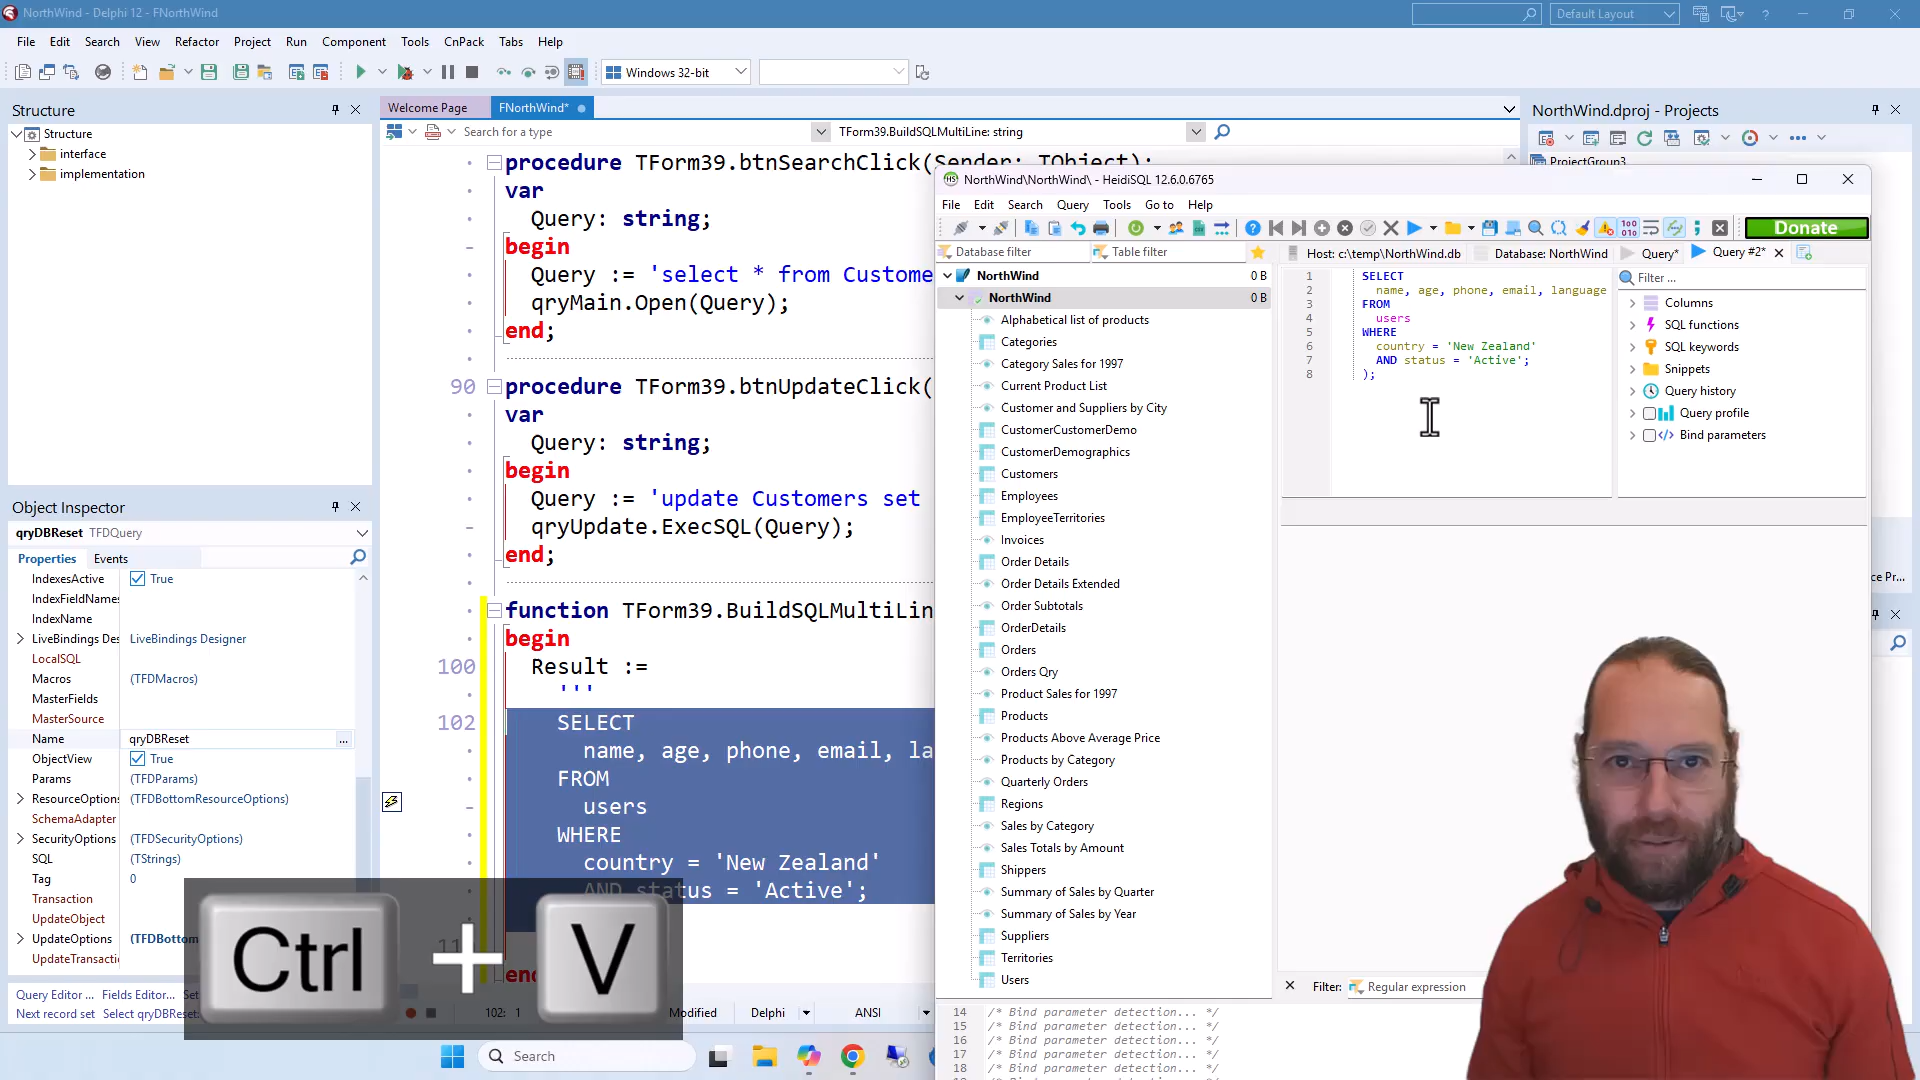 NorthWind - Delphi 12 - FNorthWind
Default Layout
File Edit Search View Refactor Project Run Component Tools CnPack Tabs Help
Windows 32-bit
Structure
Structure
interface
implementation
Object Inspector
qryDBReset TFDQuery
Properties Events
IndexesActive True
IndexFieldNames
IndexName
LiveBindings Des LiveBindings Designer
LocalSQL
Macros (TFDMacros)
MasterFields
MasterSource
Name qryDBReset ...
ObjectView True
Params (TFDParams)
ResourceOptions (TFDBottomResourceOptions)
SchemaAdapter
SecurityOptions (TFDSecurityOptions)
SQL (TStrings)
Tag 0
Transaction
UpdateObject
UpdateOptions (TFDBottom
UpdateTransacti
Query Editor ... Fields Editor... Set
Next record set Select qryDBReset:
Welcome Page FNorthWind*
Search for a type TForm39.BuildSQLMultiLine: string
procedure TForm39.btnSearchClick(Sender: TObject);
var
Query: string;
begin
Query := 'select * from Custome
qryMain.Open(Query);
end;
90 procedure TForm39.btnUpdateClick(
var
Query: string;
begin
Query := 'update Customers set
qryUpdate.ExecSQL(Query);
end;
function TForm39.BuildSQLMultiLin
begin
100 Result :=
'''
102 SELECT
name, age, phone, email, la
FROM
users
WHERE
country = 'New Zealand'
AND status = 'Active';
11
end
102: 1 Modified Delphi ANSI
Ctrl + V
Search
NorthWind.dproj - Projects
ProjectGroup3
ce Pr...
NorthWind\NorthWind\ - HeidiSQL 12.6.0.6765
File Edit Search Query Tools Go to Help
Donate
Database filter Table filter
Host: c:\temp\NorthWind.db Database: NorthWind Query* Query #2*
NorthWind 0 B
NorthWind 0 B
Alphabetical list of products
Categories
Category Sales for 1997
Current Product List
Customer and Suppliers by City
CustomerCustomerDemo
CustomerDemographics
Customers
Employees
EmployeeTerritories
Invoices
Order Details
Order Details Extended
Order Subtotals
OrderDetails
Orders
Orders Qry
Product Sales for 1997
Products
Products Above Average Price
Products by Category
Quarterly Orders
Regions
Sales by Category
Sales Totals by Amount
Shippers
Summary of Sales by Quarter
Summary of Sales by Year
Suppliers
Territories
Users
1 SELECT
2 name, age, phone, email, language
3 FROM
4 users
5 WHERE
6 country = 'New Zealand'
7 AND status = 'Active';
8 );
Filter ...
Columns
SQL functions
SQL keywords
Snippets
Query history
Query profile
Bind parameters
Filter: Regular expression
14 /* Bind parameter detection... */
15 /* Bind parameter detection... */
16 /* Bind parameter detection... */
17 /* Bind parameter detection... */
18 /* Bind parameter detection... */